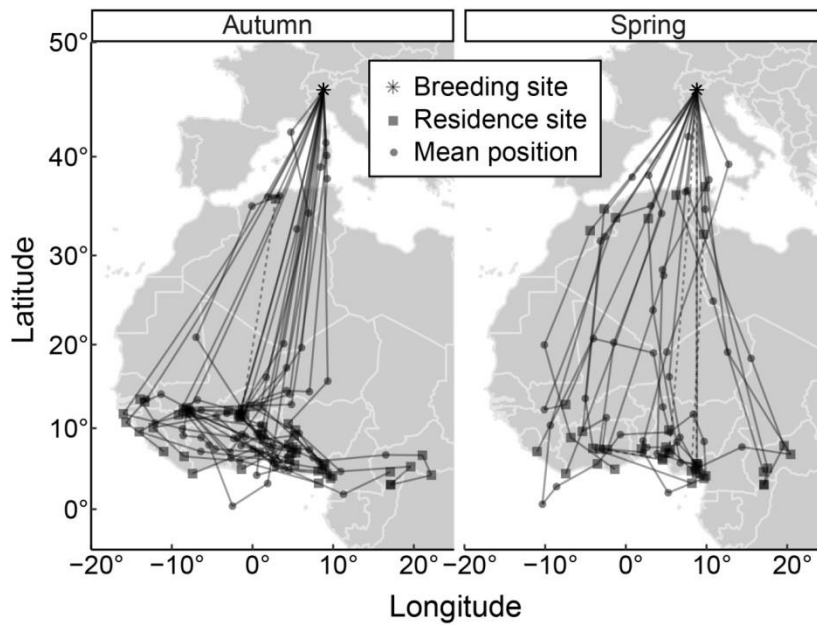 Autumn
Spring
Breeding site
Residence site
Mean position
50°
40°
30°
20°
10°
0°
Latitude
−20° −10° 0° 10° 20°
−20° −10° 0° 10° 20°
Longitude